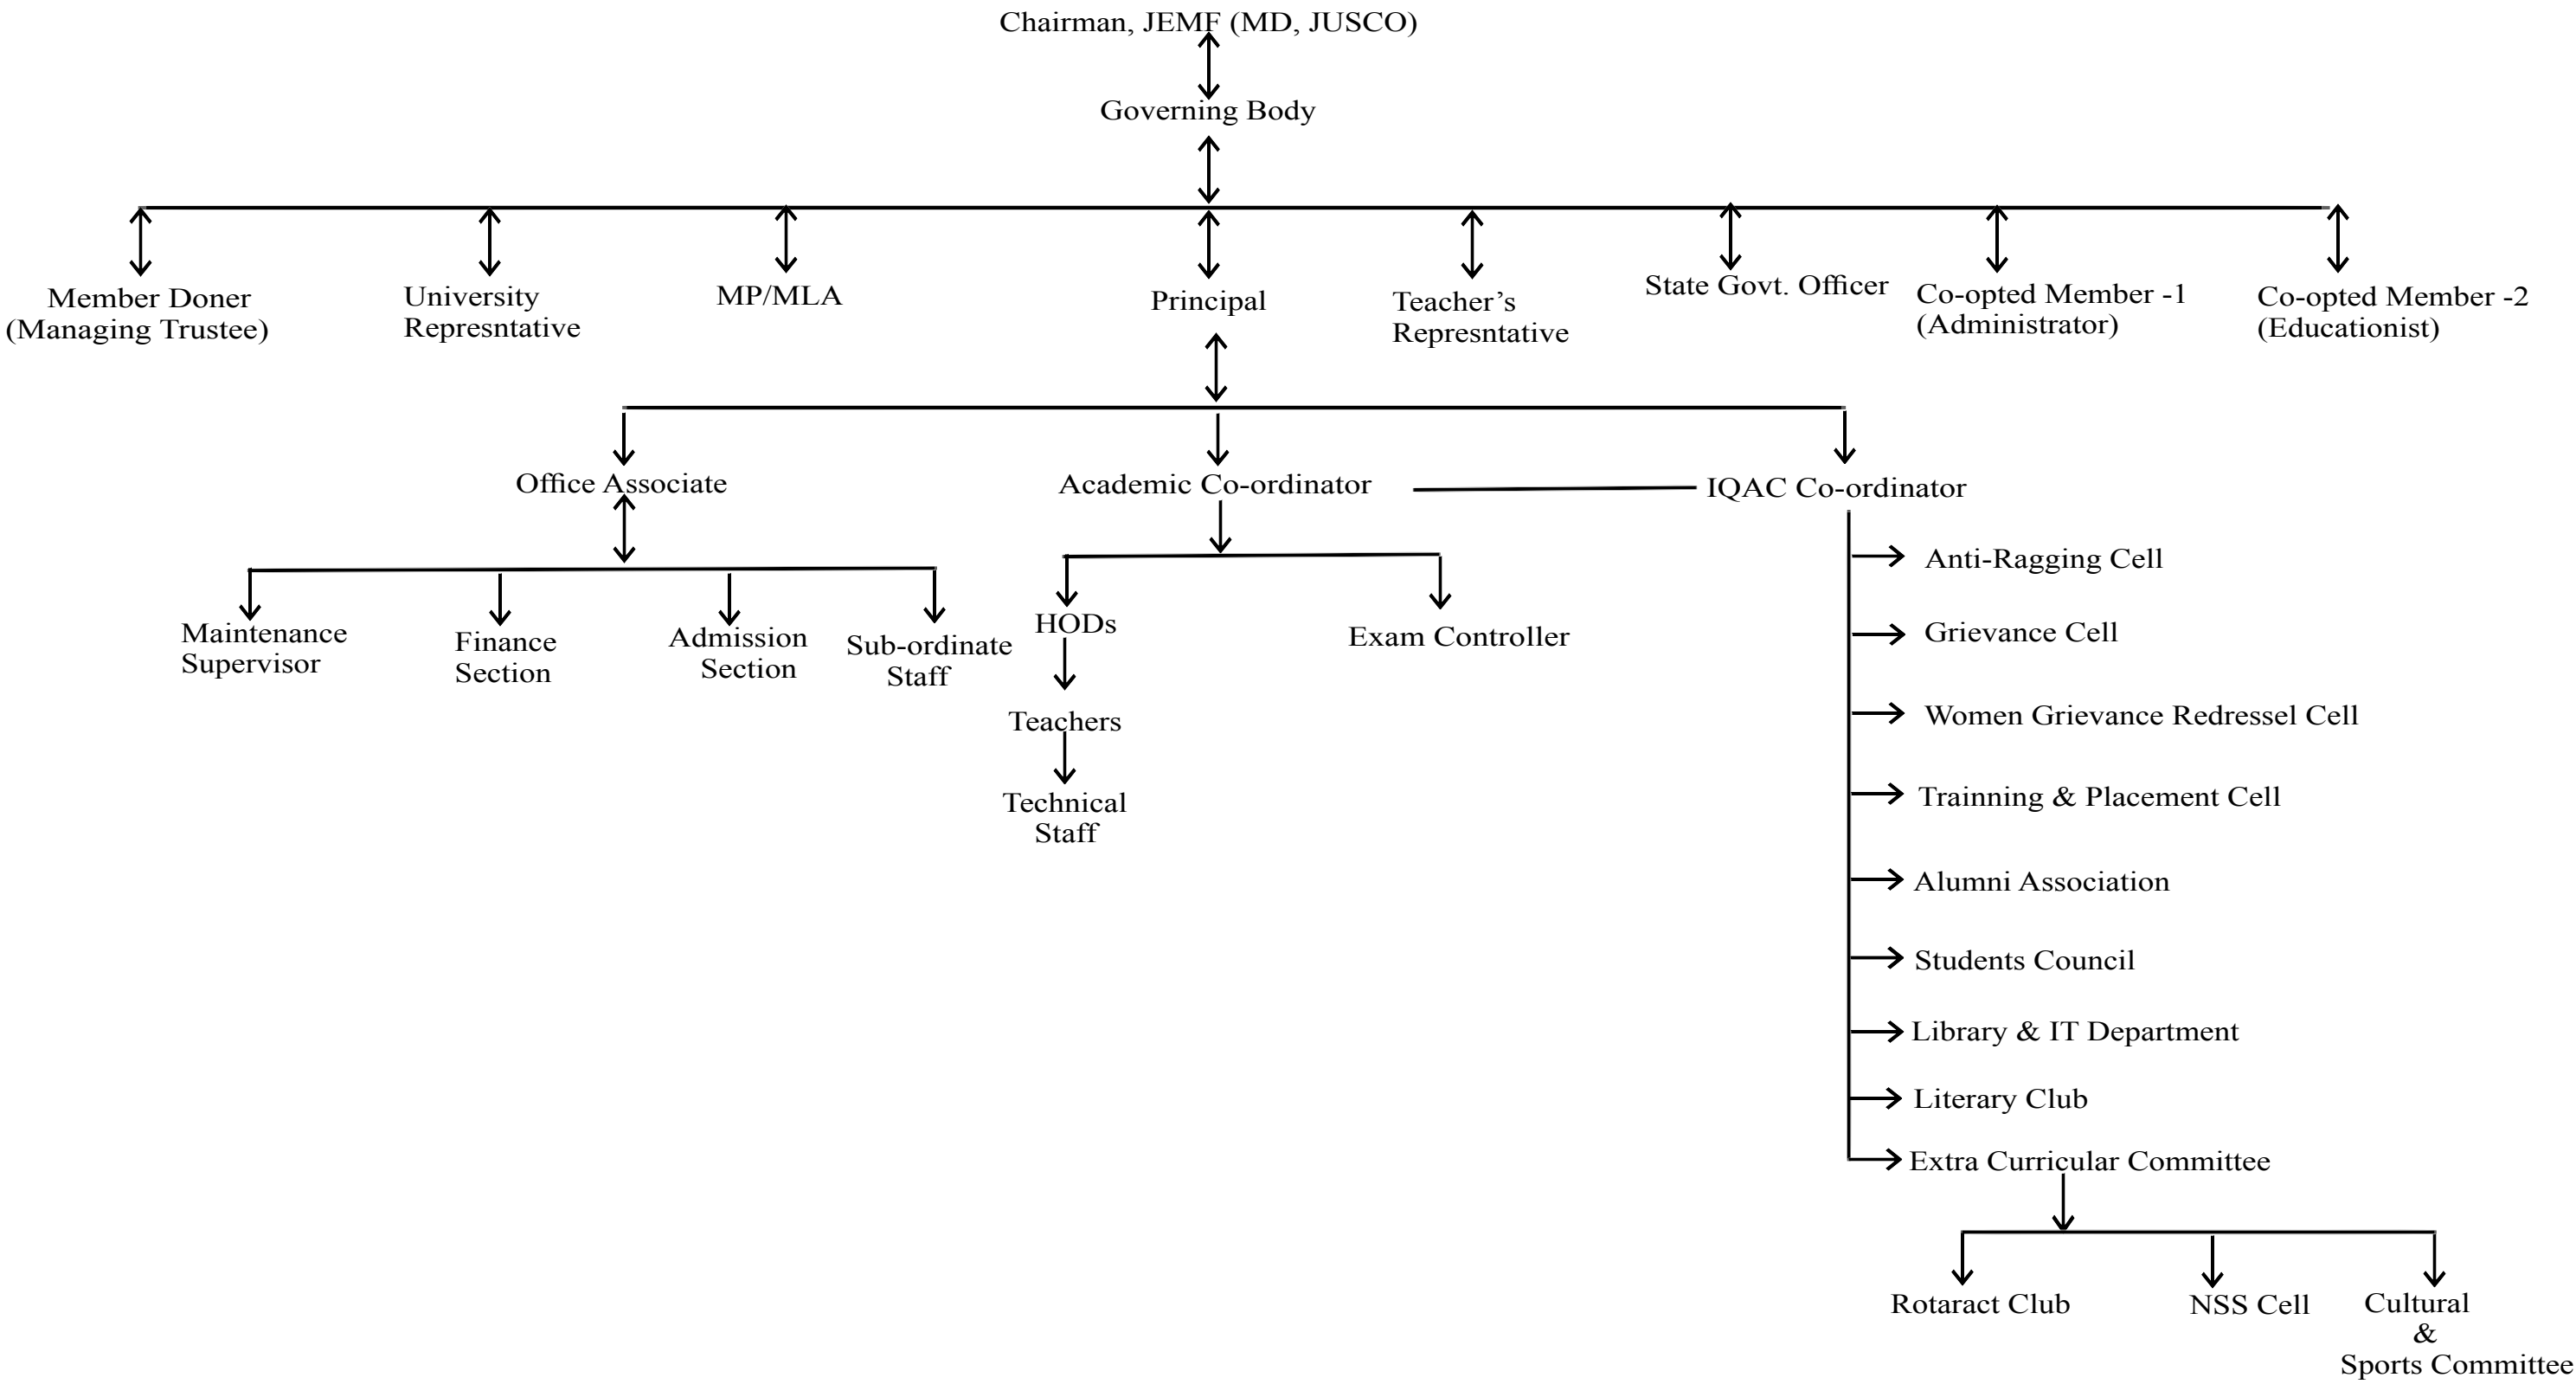 Chairman, JEMF (MD, JUSCO)
Governing Body
Member Doner
(Managing Trustee)
University
Represntative
MP/MLA
Principal
Teacher’s
Represntative
State Govt. Officer
Co-opted Member -1
(Administrator)
Co-opted Member -2
(Educationist)
Office Associate
Academic Co-ordinator
IQAC Co-ordinator
Maintenance
Supervisor
Finance
Section
Admission
Section
Sub-ordinate
Staff
HODs
Teachers
Technical
Staff
Exam Controller
Anti-Ragging Cell
Grievance Cell
Women Grievance Redressel Cell
Trainning & Placement Cell
Alumni Association
Students Council
Library & IT Department
Literary Club
Extra Curricular Committee
Rotaract Club
NSS Cell
Cultural
&
Sports Committee